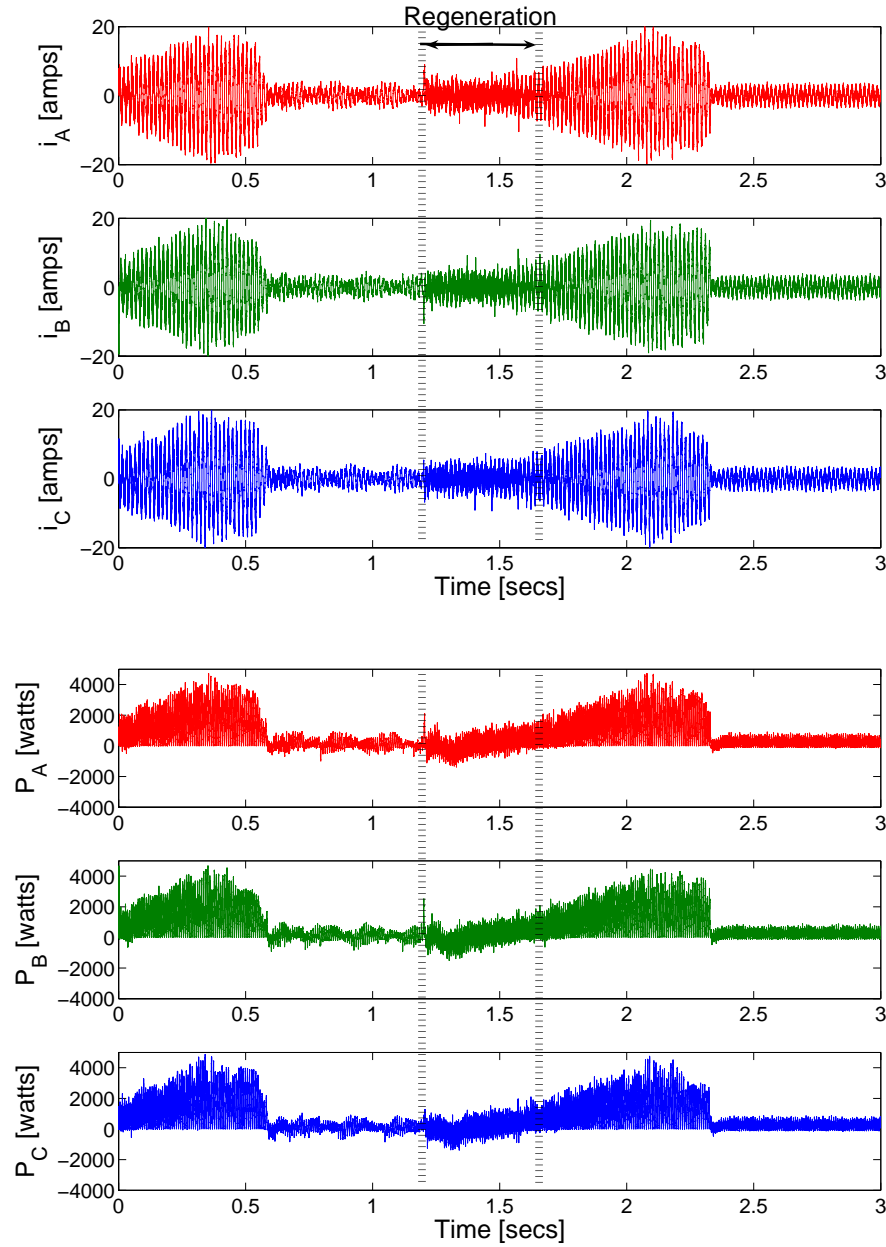 Regeneration
i_A [amps]
20
0
−20
0 0.5 1 1.5 2 2.5 3
i_B [amps]
20
0
−20
0 0.5 1 1.5 2 2.5 3
i_C [amps]
20
0
−20
0 0.5 1 1.5 2 2.5 3
Time [secs]
P_A [watts]
4000
2000
0
−2000
−4000
0 0.5 1 1.5 2 2.5 3
P_B [watts]
4000
2000
0
−2000
−4000
0 0.5 1 1.5 2 2.5 3
P_C [watts]
4000
2000
0
−2000
−4000
0 0.5 1 1.5 2 2.5 3
Time [secs]